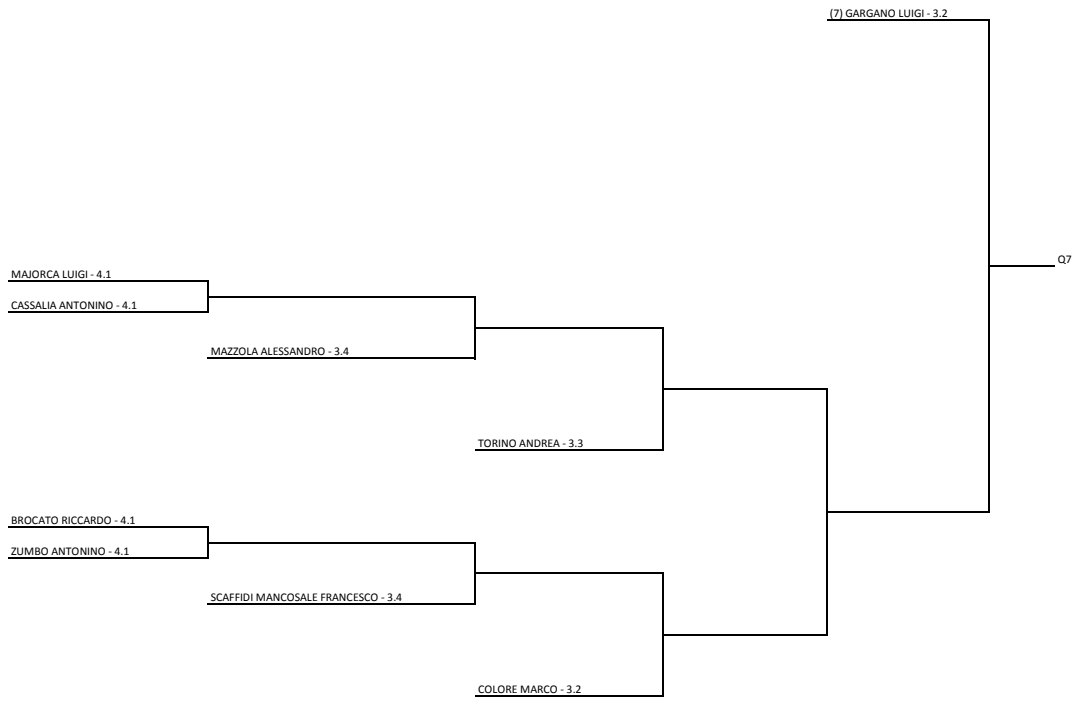 (7) GARGANO LUIGI - 3.2
Q7
MAJORCA LUIGI - 4.1
CASSALIA ANTONINO - 4.1
MAZZOLA ALESSANDRO - 3.4
TORINO ANDREA - 3.3
BROCATO RICCARDO - 4.1
ZUMBO ANTONINO - 4.1
SCAFFIDI MANCOSALE FRANCESCO - 3.4
COLORE MARCO - 3.2